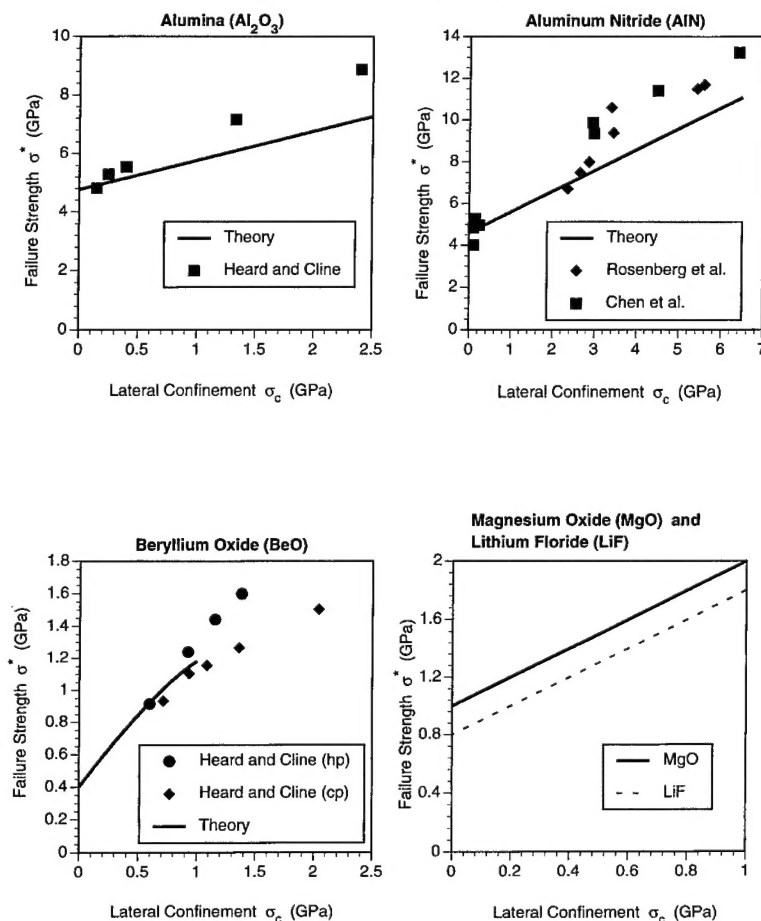 Alumina (Al2O3)
10
8
6
4
2
0
0
0.5
1
1.5
2
2.5
Failure Strength σ* (GPa)
Lateral Confinement σc (GPa)
Theory
Heard and Cline
Aluminum Nitride (AlN)
14
12
10
8
6
4
2
0
0
1
2
3
4
5
6
7
Failure Strength σ* (GPa)
Lateral Confinement σc (GPa)
Theory
Rosenberg et al.
Chen et al.
Beryllium Oxide (BeO)
1.8
1.6
1.4
1.2
1
0.8
0.6
0.4
0.2
0
0
0.5
1
1.5
2
2.5
Failure Strength σ* (GPa)
Lateral Confinement σc (GPa)
Heard and Cline (hp)
Heard and Cline (cp)
Theory
Magnesium Oxide (MgO) and
Lithium Floride (LiF)
2
1.6
1.2
0.8
0.4
0
0
0.2
0.4
0.6
0.8
1
Failure Strength σ* (GPa)
Lateral Confinement σc (GPa)
MgO
LiF